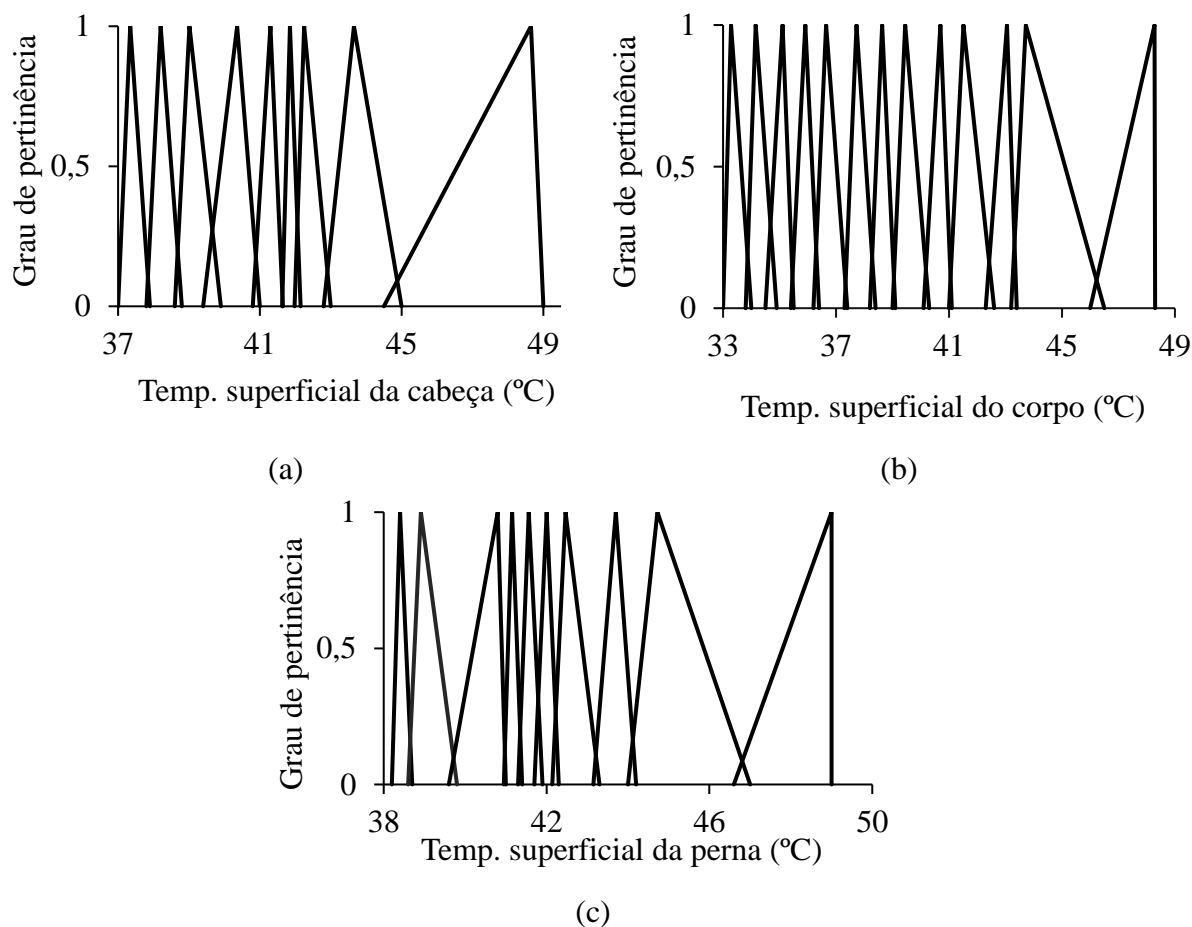 Grau de pertinência
1
0,5
0
37 41 45 49
Temp. superficial da cabeça (ºC)
(a)
Grau de pertinência
1
0,5
0
33 37 41 45 49
Temp. superficial do corpo (ºC)
(b)
Grau de pertinência
1
0,5
0
38 42 46 50
Temp. superficial da perna (ºC)
(c)